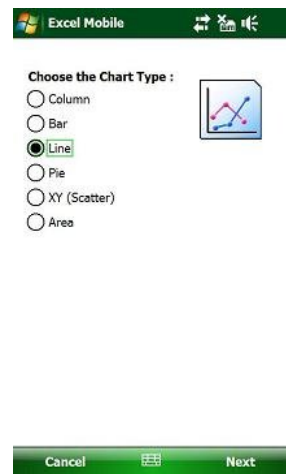 Excel Mobile
Choose the Chart Type :
Column
Bar
Line
Pie
XY (Scatter)
Area
Cancel
Next